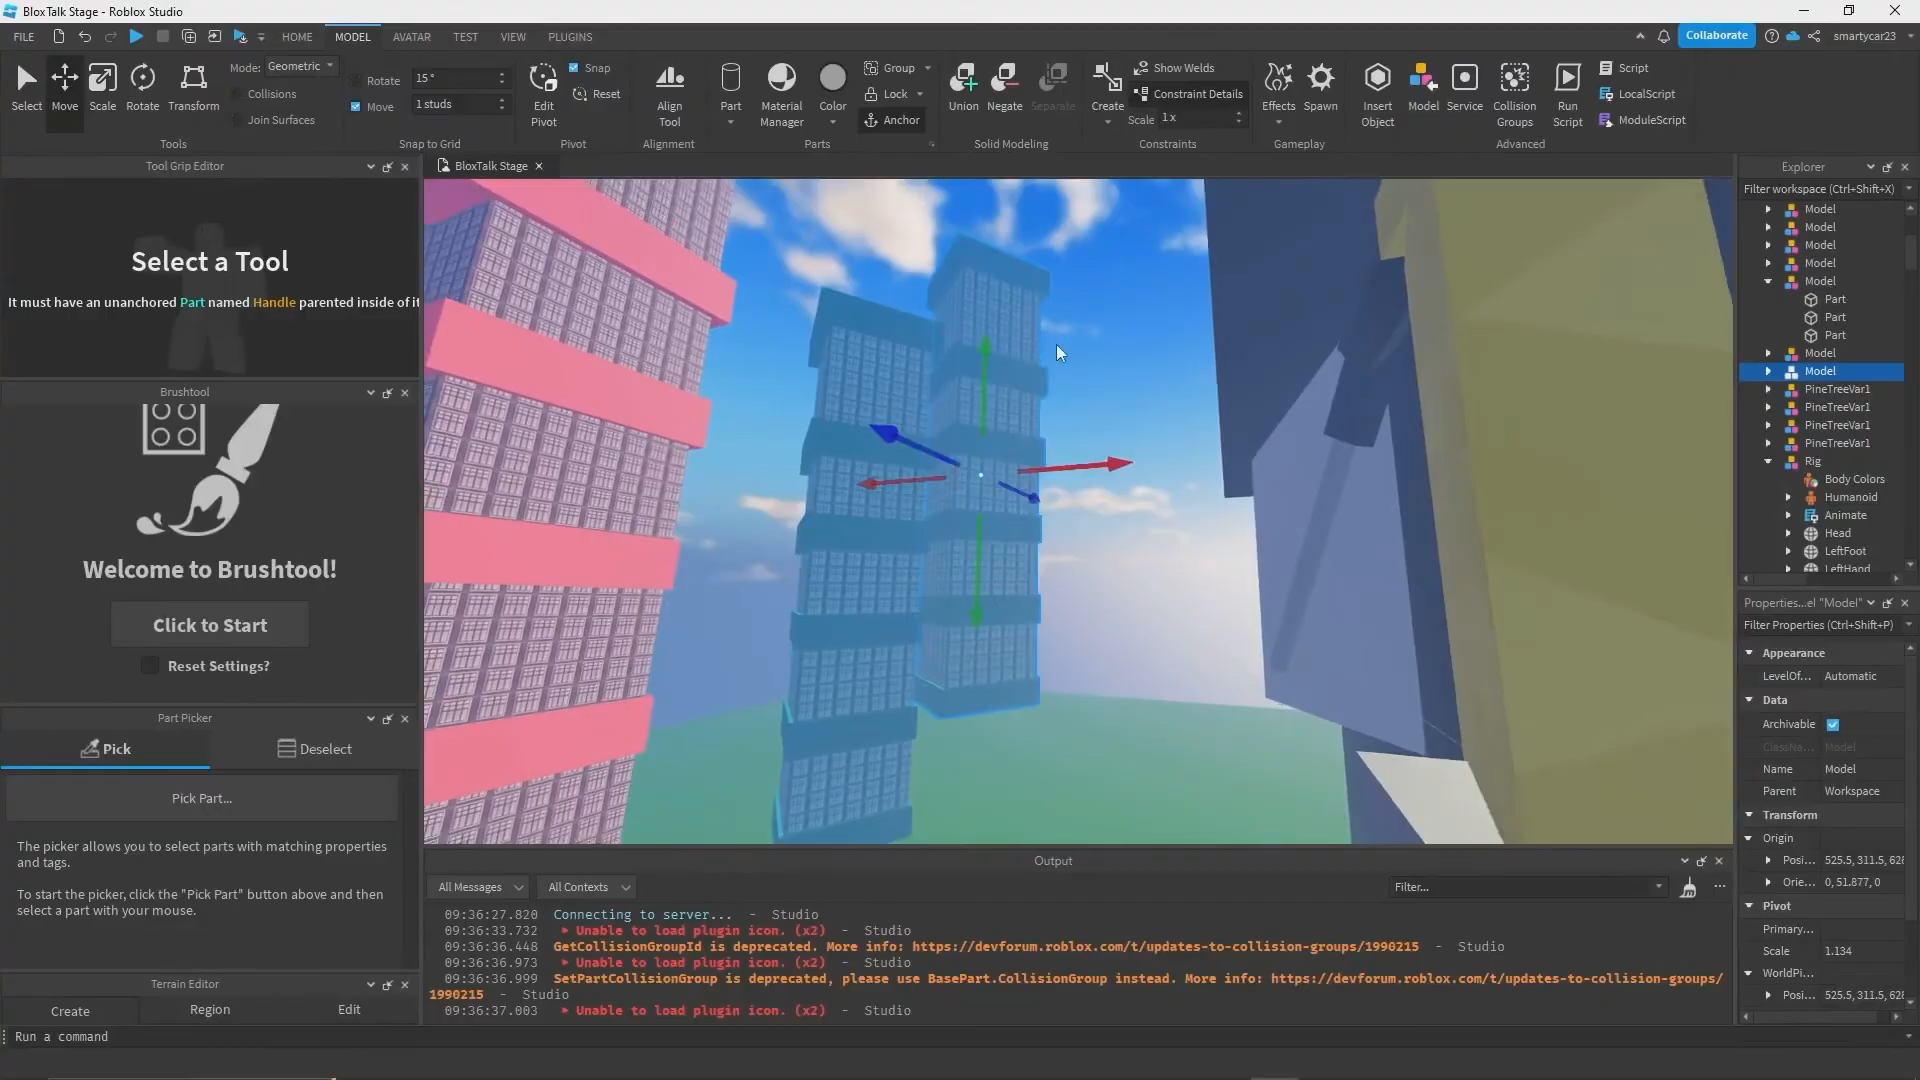 BloxTalk Stage - Roblox Studio
FILE HOME MODEL AVATAR TEST VIEW PLUGINS Collaborate smartycar23
Select Move Scale Rotate Transform
Mode: Geometric
Collisions
Join Surfaces
Tools
Rotate 15 °
Move 1 studs
Snap to Grid
Edit Pivot
Snap
Reset
Pivot
Align Tool
Alignment
Part
Material Manager
Color
Group
Lock
Anchor
Parts
Union Negate Separate
Solid Modeling
Create
Show Welds
Constraint Details
Scale 1 x
Constraints
Effects Spawn
Gameplay
Insert Object
Model
Service
Collision Groups
Run Script
Script
LocalScript
ModuleScript
Advanced
Tool Grip Editor
Select a Tool
It must have an unanchored Part named Handle parented inside of it
Brushtool
Welcome to Brushtool!
Click to Start
Reset Settings?
Part Picker
Pick Deselect
Pick Part...
The picker allows you to select parts with matching properties
and tags.
To start the picker, click the "Pick Part" button above and then
select a part with your mouse.
Terrain Editor
Create Region Edit
BloxTalk Stage
Explorer
Filter workspace (Ctrl+Shift+X)
Model
Model
Model
Model
Model
Part
Part
Part
Model
Model
PineTreeVar1
PineTreeVar1
PineTreeVar1
PineTreeVar1
Rig
Body Colors
Humanoid
Animate
Head
LeftFoot
LeftHand
Properties...el "Model"
Filter Properties (Ctrl+Shift+P)
Appearance
LevelOf... Automatic
Data
Archivable
ClassNa... Model
Name Model
Parent Workspace
Transform
Origin
Posi... 525.5, 311.5, 628
Orie... 0, 51.877, 0
Pivot
Primary...
Scale 1.134
WorldPi...
Posi... 525.5, 311.5, 628
Output
All Messages All Contexts Filter...
09:36:27.820 Connecting to server... - Studio
09:36:33.732 Unable to load plugin icon. (x2) - Studio
09:36:36.448 GetCollisionGroupId is deprecated. More info: https://devforum.roblox.com/t/updates-to-collision-groups/1990215 - Studio
09:36:36.973 Unable to load plugin icon. (x2) - Studio
09:36:36.999 SetPartCollisionGroup is deprecated, please use BasePart.CollisionGroup instead. More info: https://devforum.roblox.com/t/updates-to-collision-groups/
1990215 - Studio
09:36:37.003 Unable to load plugin icon. (x2) - Studio
Run a command